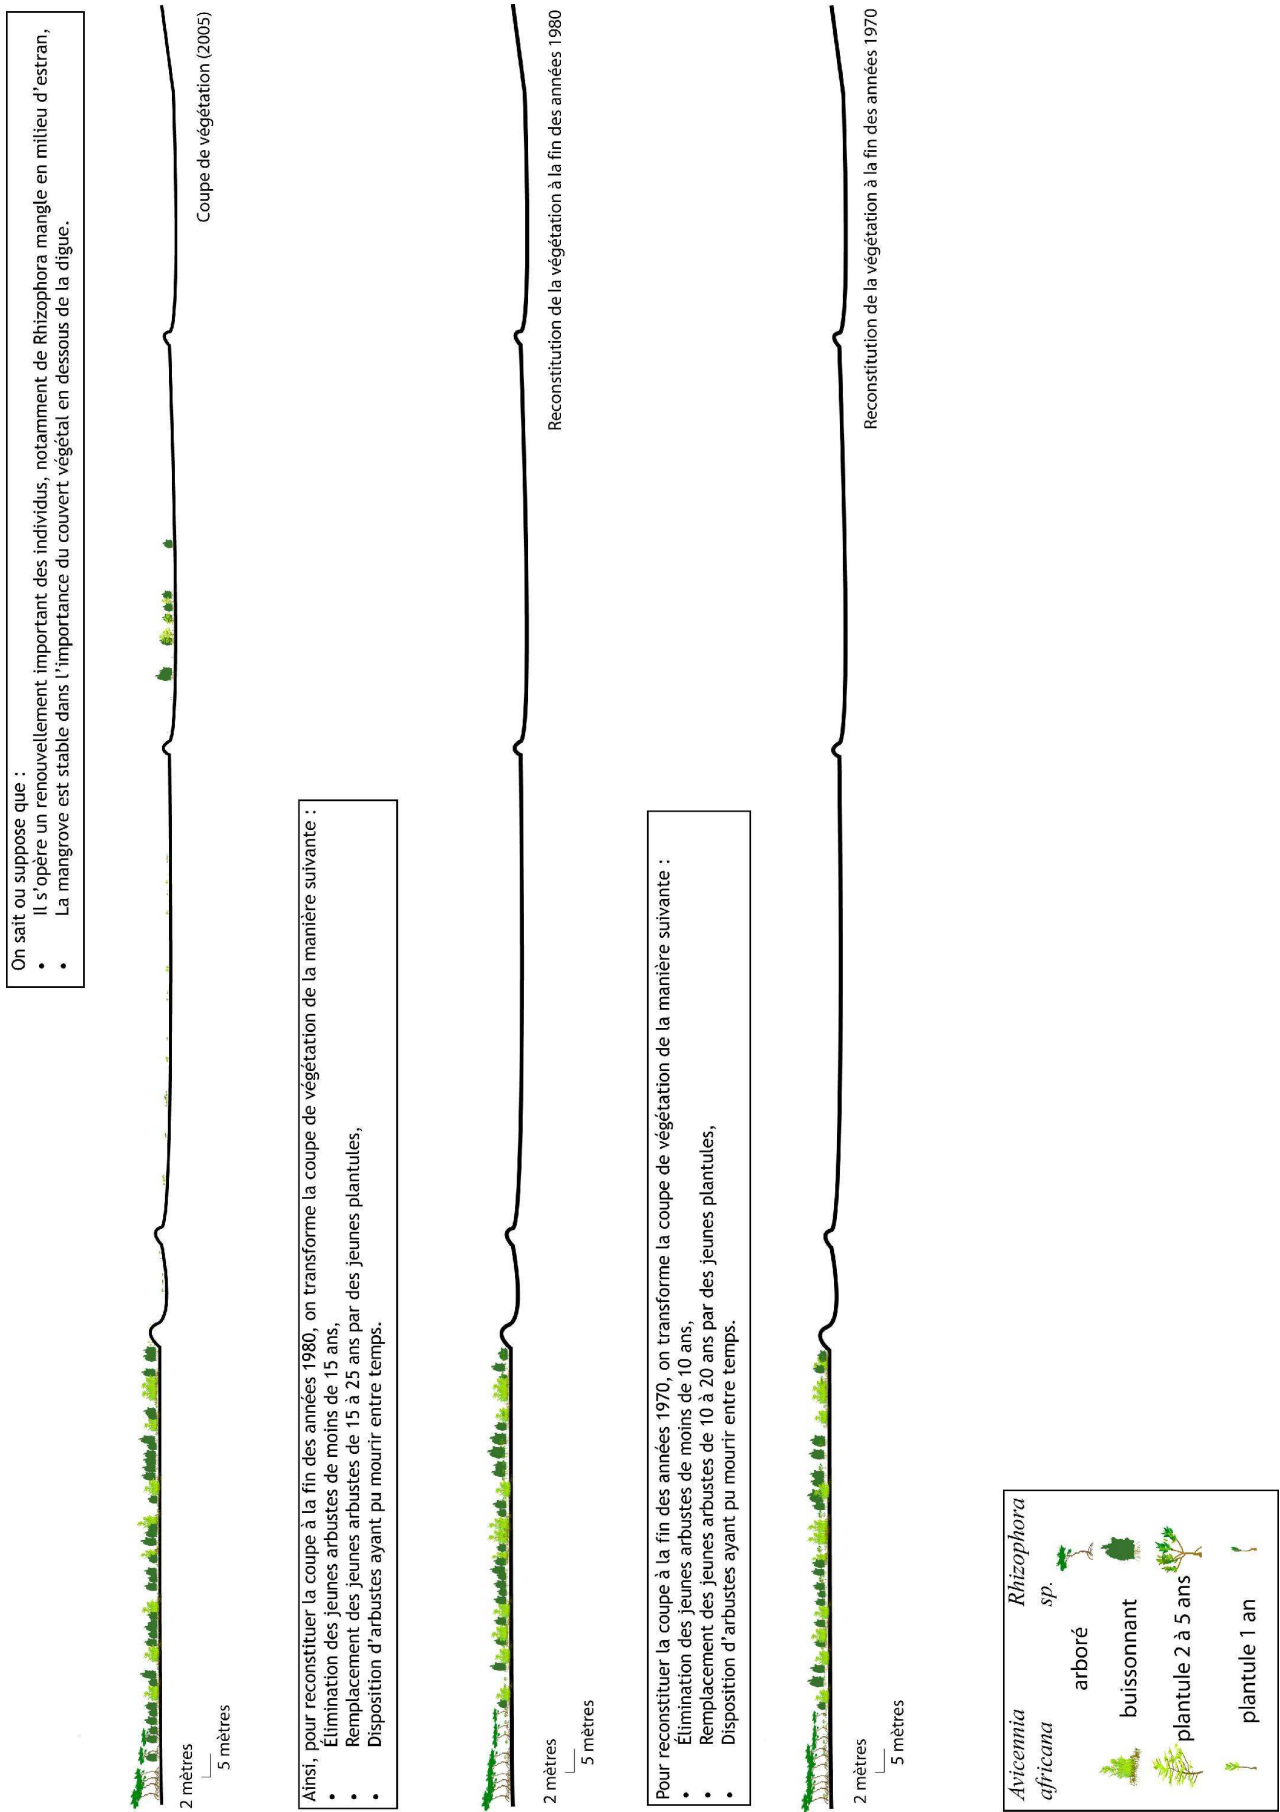 On sait ou suppose que :
• Il s'opère un renouvellement important des individus, notamment de Rhizophora mangle en milieu d'estran,
• La mangrove est stable dans l'importance du couvert végétal en dessous de la digue.
Coupe de végétation (2005)
2 mètres
5 mètres
Ainsi, pour reconstituer la coupe à la fin des années 1980, on transforme la coupe de végétation de la manière suivante :
• Élimination des jeunes arbustes de moins de 15 ans,
• Remplacement des jeunes arbustes de 15 à 25 ans par des jeunes plantules,
• Disposition d'arbustes ayant pu mourir entre temps.
Reconstitution de la végétation à la fin des années 1980
2 mètres
5 mètres
Pour reconstituer la coupe à la fin des années 1970, on transforme la coupe de végétation de la manière suivante :
• Élimination des jeunes arbustes de moins de 10 ans,
• Remplacement des jeunes arbustes de 10 à 20 ans par des jeunes plantules,
• Disposition d'arbustes ayant pu mourir entre temps.
Reconstitution de la végétation à la fin des années 1970
2 mètres
5 mètres
Avicennia africana
Rhizophora sp.
arboré
buissonnant
plantule 2 à 5 ans
plantule 1 an